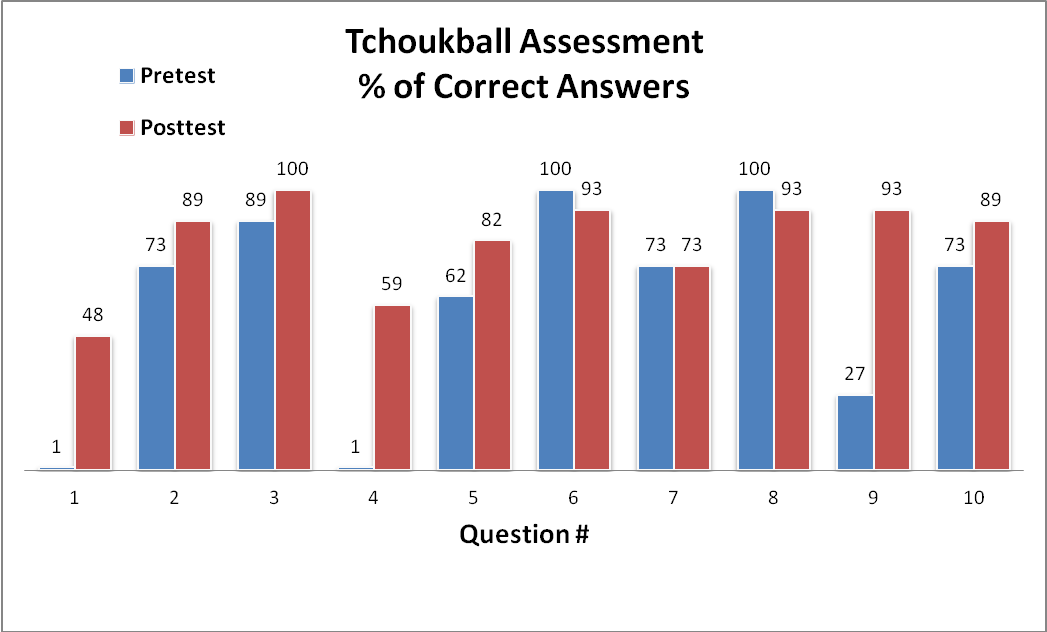 Tchoukball Assessment
% of Correct Answers
Pretest
Posttest
1 48 73 89 89 100 1 59 62 82 100 93 73 73 100 93 27 93 73 89
1 2 3 4 5 6 7 8 9 10
Question #